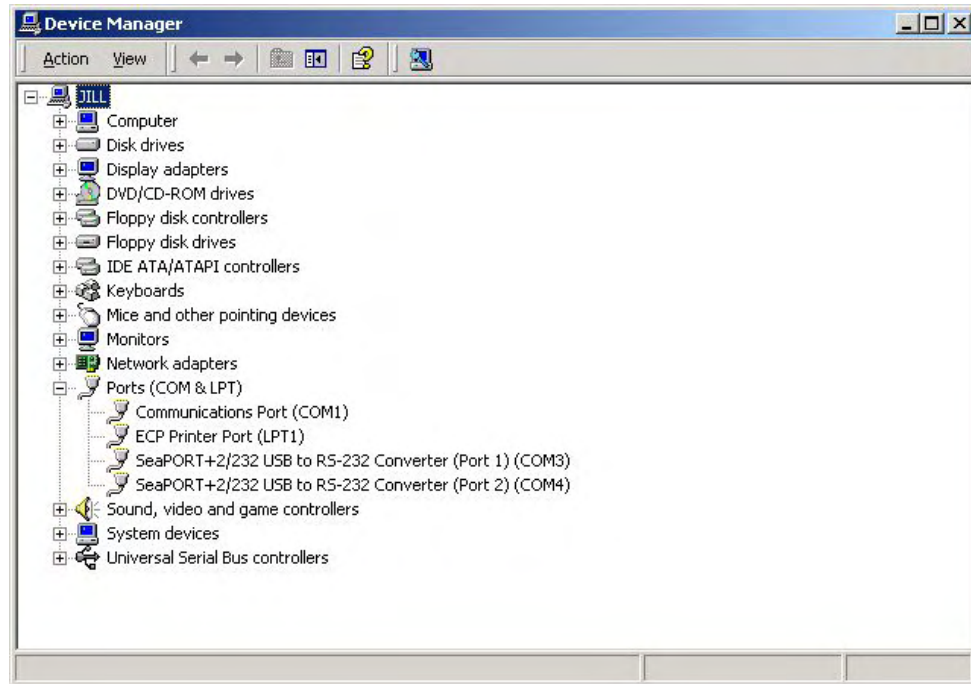 Device Manager
Action View
JILL
Computer
Disk drives
Display adapters
DVD/CD-ROM drives
Floppy disk controllers
Floppy disk drives
IDE ATA/ATAPI controllers
Keyboards
Mice and other pointing devices
Monitors
Network adapters
Ports (COM & LPT)
Communications Port (COM1)
ECP Printer Port (LPT1)
SeaPORT+2/232 USB to RS-232 Converter (Port 1) (COM3)
SeaPORT+2/232 USB to RS-232 Converter (Port 2) (COM4)
Sound, video and game controllers
System devices
Universal Serial Bus controllers